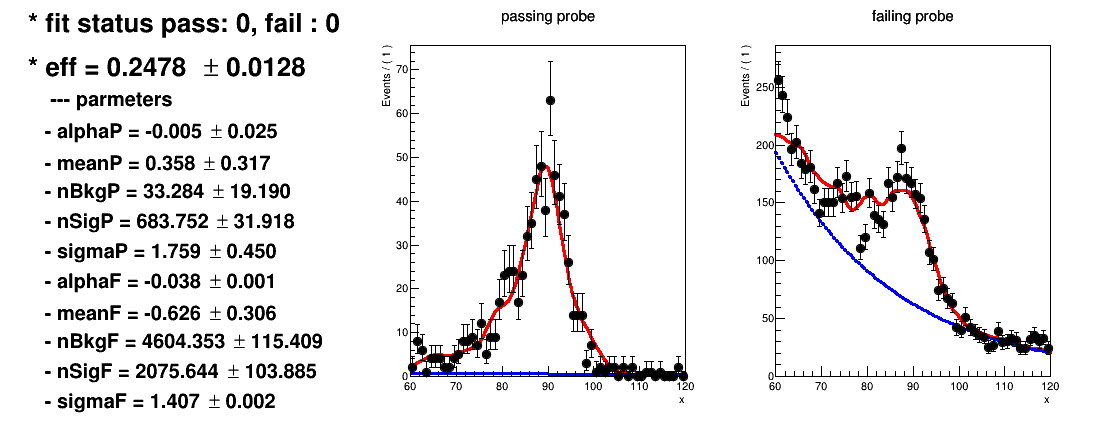 * fit status pass: 0, fail : 0
* eff = 0.2478 ± 0.0128
--- parmeters
- alphaP = -0.005 ± 0.025
- meanP = 0.358 ± 0.317
- nBkgP = 33.284 ± 19.190
- nSigP = 683.752 ± 31.918
- sigmaP = 1.759 ± 0.450
- alphaF = -0.038 ± 0.001
- meanF = -0.626 ± 0.306
- nBkgF = 4604.353 ± 115.409
- nSigF = 2075.644 ± 103.885
- sigmaF = 1.407 ± 0.002
passing probe
Events / ( 1 )
70
60
50
40
30
20
10
0
60 70 80 90 100 110 120
x
failing probe
Events / ( 1 )
250
200
150
100
50
0
60 70 80 90 100 110 120
x